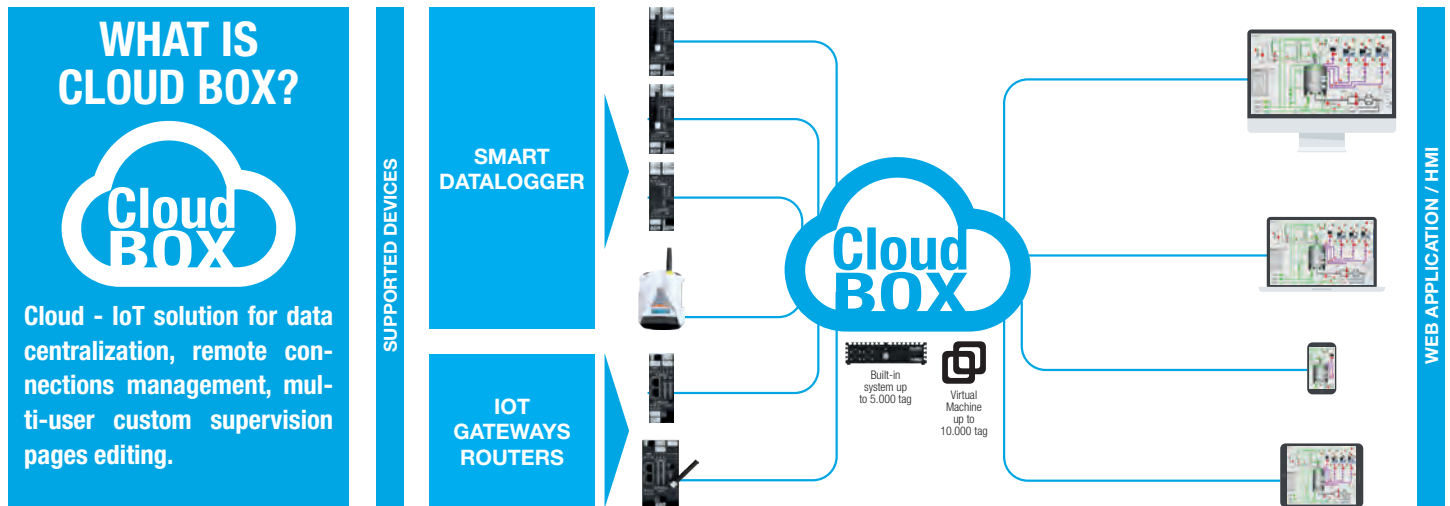 WHAT IS
CLOUD BOX?
Cloud
BOX
Cloud - IoT solution for data
centralization, remote con-
nections management, mul-
ti-user custom supervision
pages editing.
SUPPORTED DEVICES
SMART
DATALOGGER
IOT
GATEWAYS
ROUTERS
Cloud
BOX
Built-in
system up
to 5.000 tag
Virtual
Machine
up to
10.000 tag
WEB APPLICATION / HMI